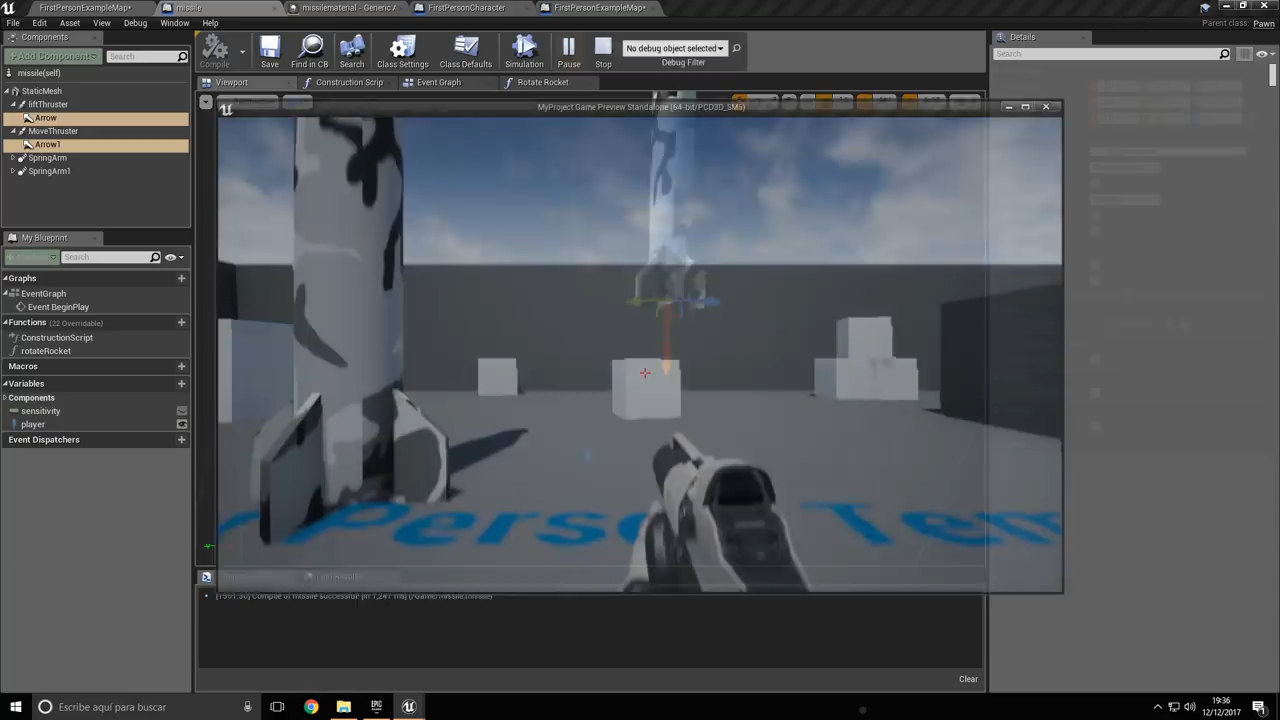 FirstPersonExampleMap*
missile
missilematerial - Generic A
FirstPersonCharacter
FirstPersonExampleMap*
File Edit Asset View Debug Window Help
Parent class: Pawn
Components
+Add Component
Search
missile(self)
StaticMesh
liftThruster
Arrow
MoveThruster
Arrow1
SpringArm
SpringArm1
Compile
Save
Find in CB
Search
Class Settings
Class Defaults
Simulation
Pause
Stop
No debug object selected
Debug Filter
Viewport
Construction Scrip
Event Graph
Rotate Rocket
Details
Search
MyProject Game Preview Standalone (64-bit/PCD3D_SM5)
My Blueprint
Search
Graphs
EventGraph
Event BeginPlay
Functions (22 Overridable)
ConstructionScript
rotateRocket
Macros
Variables
Components
sensitivity
player
Event Dispatchers
Perso
Tem
Clear
Escribe aquí para buscar
EPIC
19:36
12/12/2017